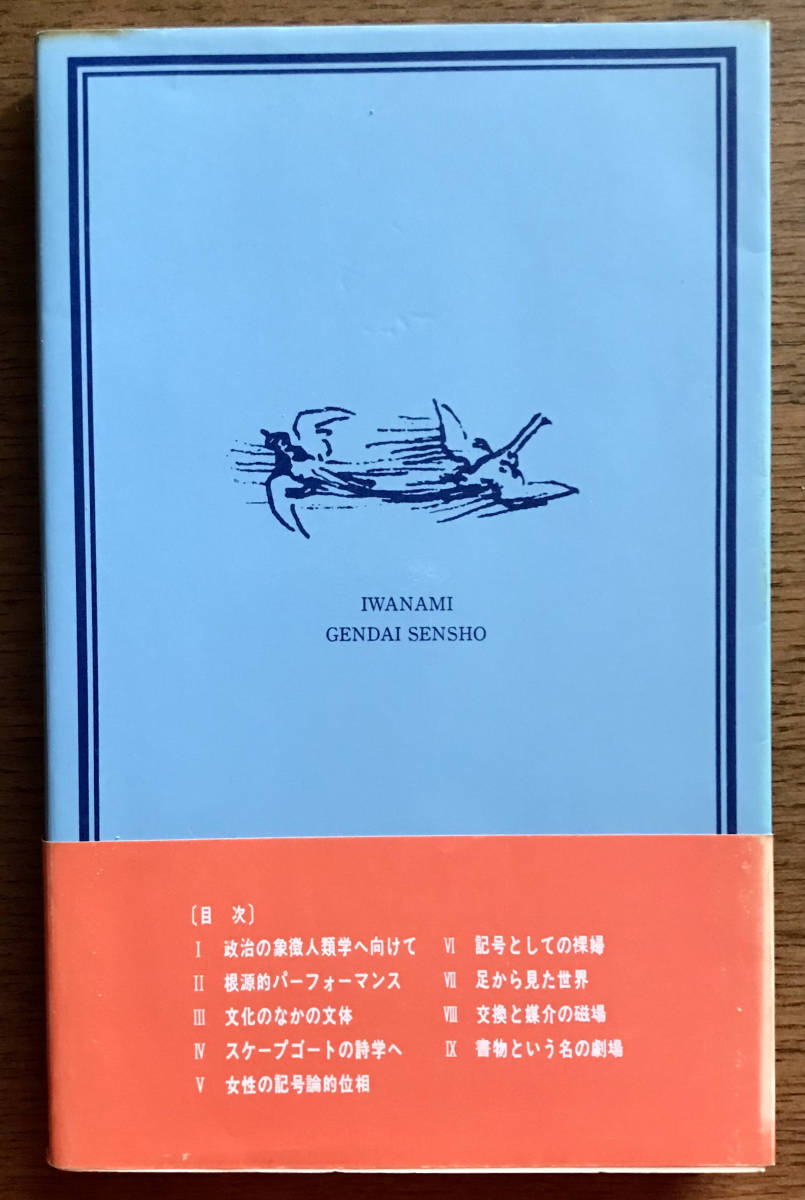 IWANAMI
GENDAI SENSHO
〔目 次〕
Ⅰ 政治の象徴人類学へ向けて
Ⅱ 根源的パーフォーマンス
Ⅲ 文化のなかの文体
Ⅳ スケープゴートの詩学へ
Ⅴ 女性の記号論的位相
Ⅵ 記号としての裸婦
Ⅶ 足から見た世界
Ⅷ 交換と媒介の磁場
Ⅸ 書物という名の劇場